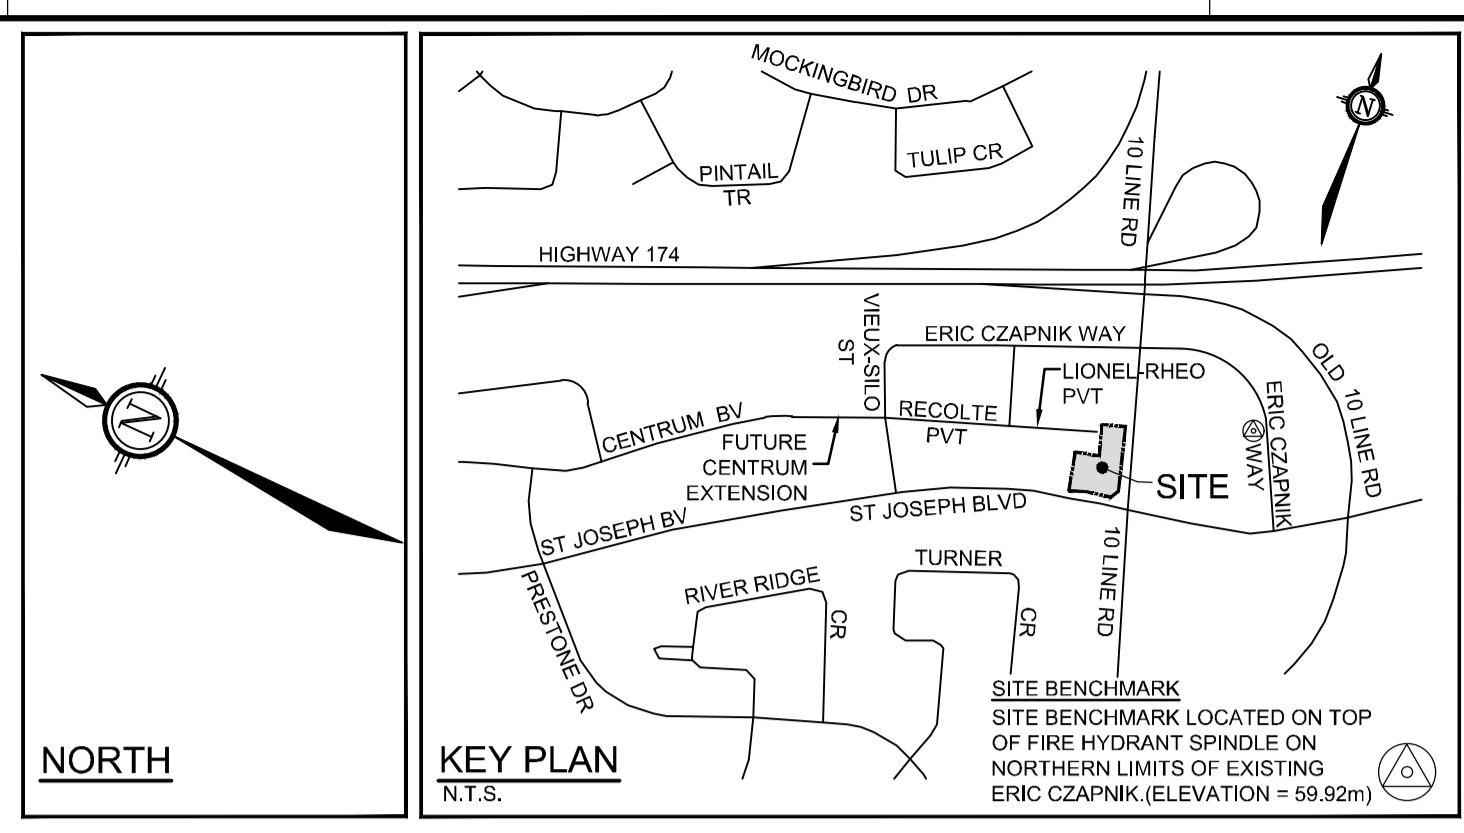 N
NORTH
MOCKINGBIRD DR
PINTAIL
TR
TULIP CR
10 LINE RD
N
HIGHWAY 174
VIEUX-SILO
ST
ERIC CZAPNIK WAY
LIONEL-RHEO
PVT
OLD 10 LINE RD
ERIC CZAPNIK
WAY
RECOLTE
PVT
CENTRUM BV
FUTURE
CENTRUM
EXTENSION
SITE
ST JOSEPH BV
ST JOSEPH BLVD
10 LINE RD
PRESTONE DR
RIVER RIDGE
CR
TURNER
CR
SITE BENCHMARK
SITE BENCHMARK LOCATED ON TOP
OF FIRE HYDRANT SPINDLE ON
NORTHERN LIMITS OF EXISTING
ERIC CZAPNIK.(ELEVATION = 59.92m)
KEY PLAN
N.T.S.